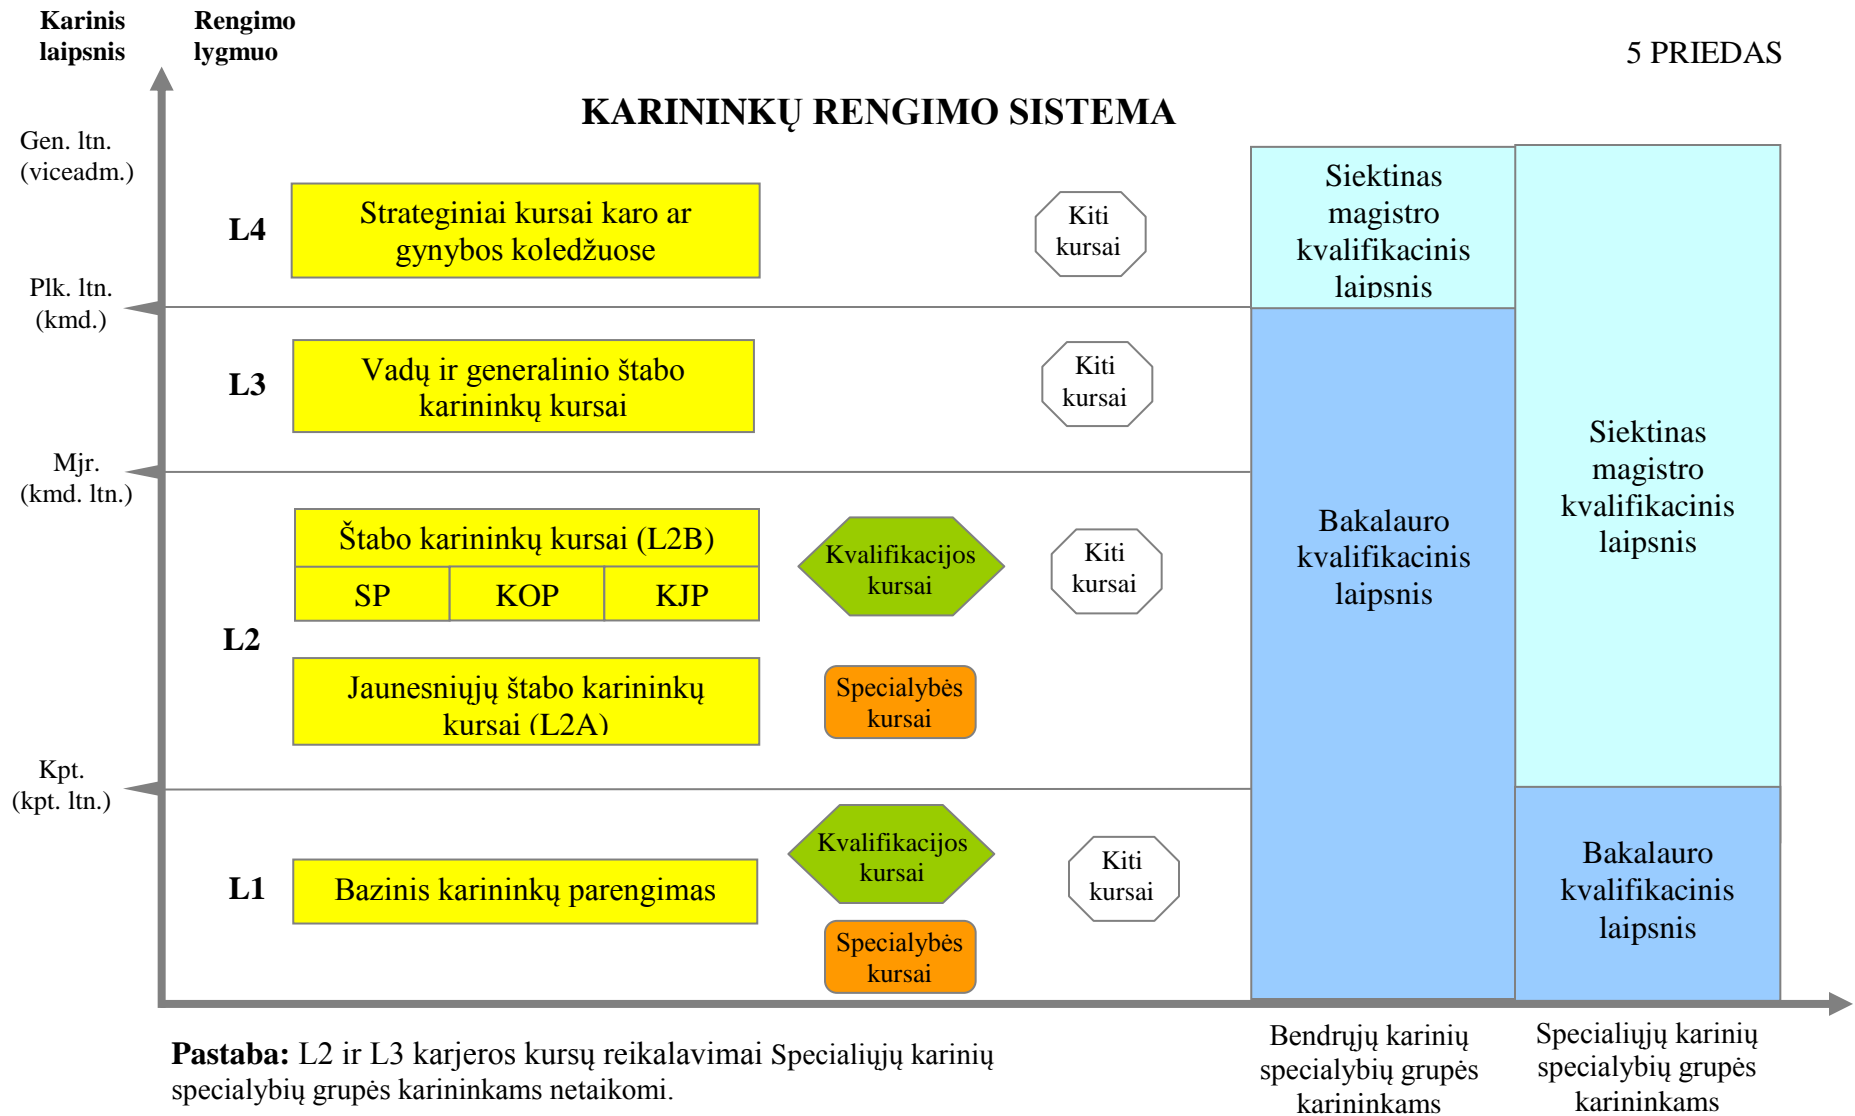 Karinis
laipsnis
Rengimo
lygmuo
5 PRIEDAS
KARININKŲ RENGIMO SISTEMA
Gen. ltn.
(viceadm.)
L4
Strateginiai kursai karo ar
gynybos koledžuose
Kiti
kursai
Siektinas
magistro
kvalifikacinis
laipsnis
Plk. ltn.
(kmd.)
L3
Vadų ir generalinio štabo
karininkų kursai
Kiti
kursai
Siektinas
magistro
kvalifikacinis
laipsnis
Mjr.
(kmd. ltn.)
L2
Štabo karininkų kursai (L2B)
SP
KOP
KJP
Kvalifikacijos
kursai
Kiti
kursai
Bakalauro
kvalifikacinis
laipsnis
Jaunesniųjų štabo karininkų
kursai (L2A)
Specialybės
kursai
Kpt.
(kpt. ltn.)
L1
Bazinis karininkų parengimas
Kvalifikacijos
kursai
Kiti
kursai
Specialybės
kursai
Bakalauro
kvalifikacinis
laipsnis
Bendrųjų karinių
specialybių grupės
karininkams
Specialiųjų karinių
specialybių grupės
karininkams
Pastaba: L2 ir L3 karjeros kursų reikalavimai Specialiųjų karinių
specialybių grupės karininkams netaikomi.